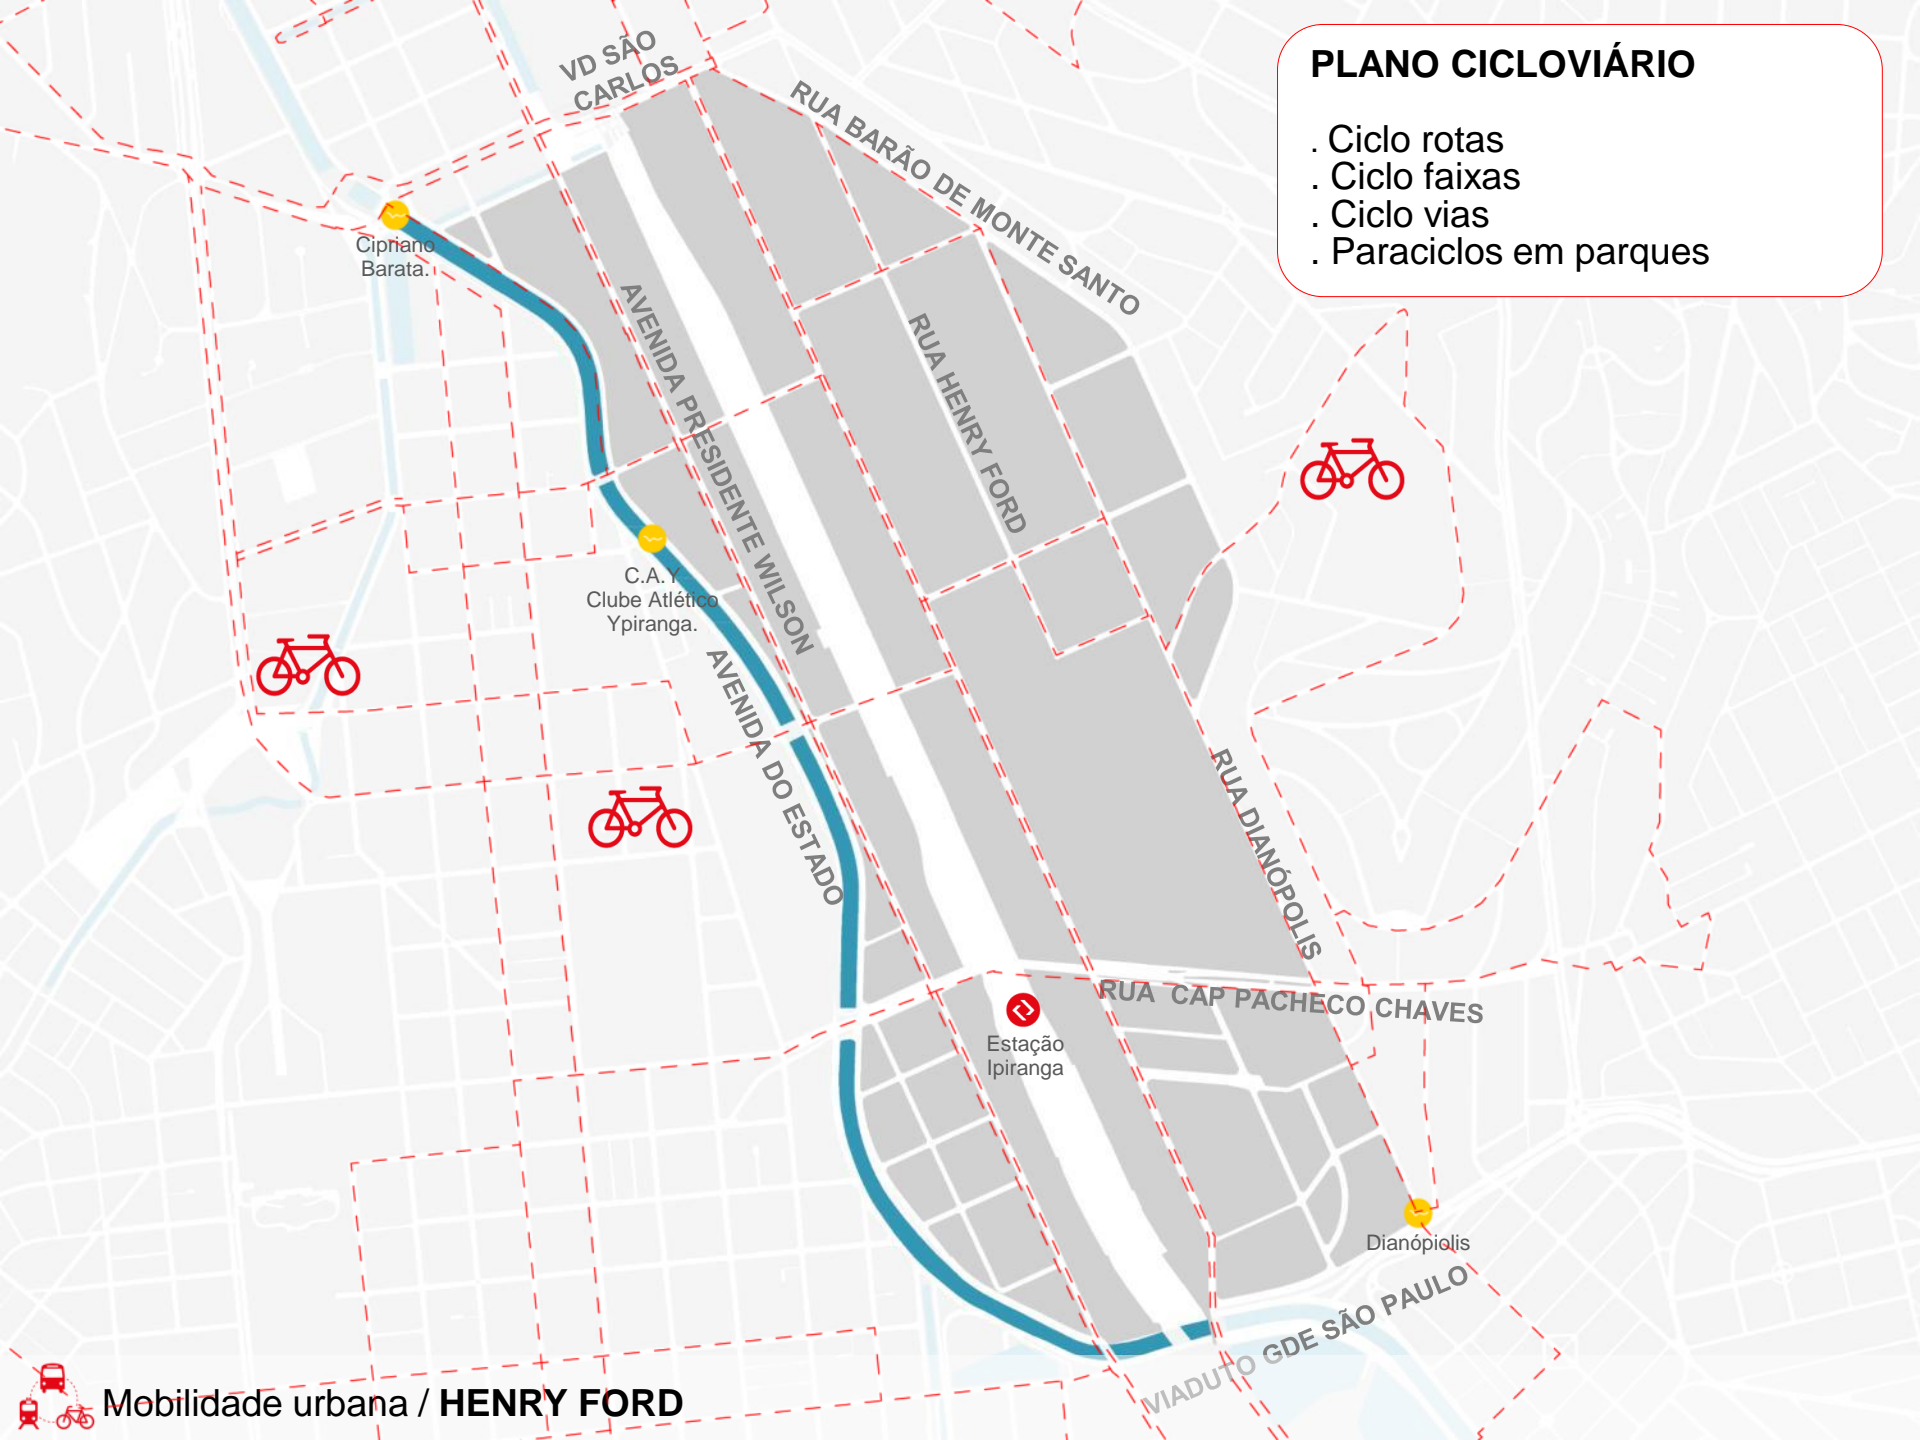 PLANO CICLOVIÁRIO
. Ciclo rotas
. Ciclo faixas
. Ciclo vias
. Paraciclos em parques
VD SÃO
CARLOS
RUA BARÃO DE MONTE SANTO
Cipriano
Barata.
AVENIDA PRESIDENTE WILSON
RUA HENRY FORD
C.A.Y
Clube Atlético
Ypiranga.
AVENIDA DO ESTADO
RUA DIANÓPOLIS
RUA CAP PACHECO CHAVES
Estação
Ipiranga
Dianópiolis
VIADUTO GDE SÃO PAULO
Mobilidade urbana / HENRY FORD